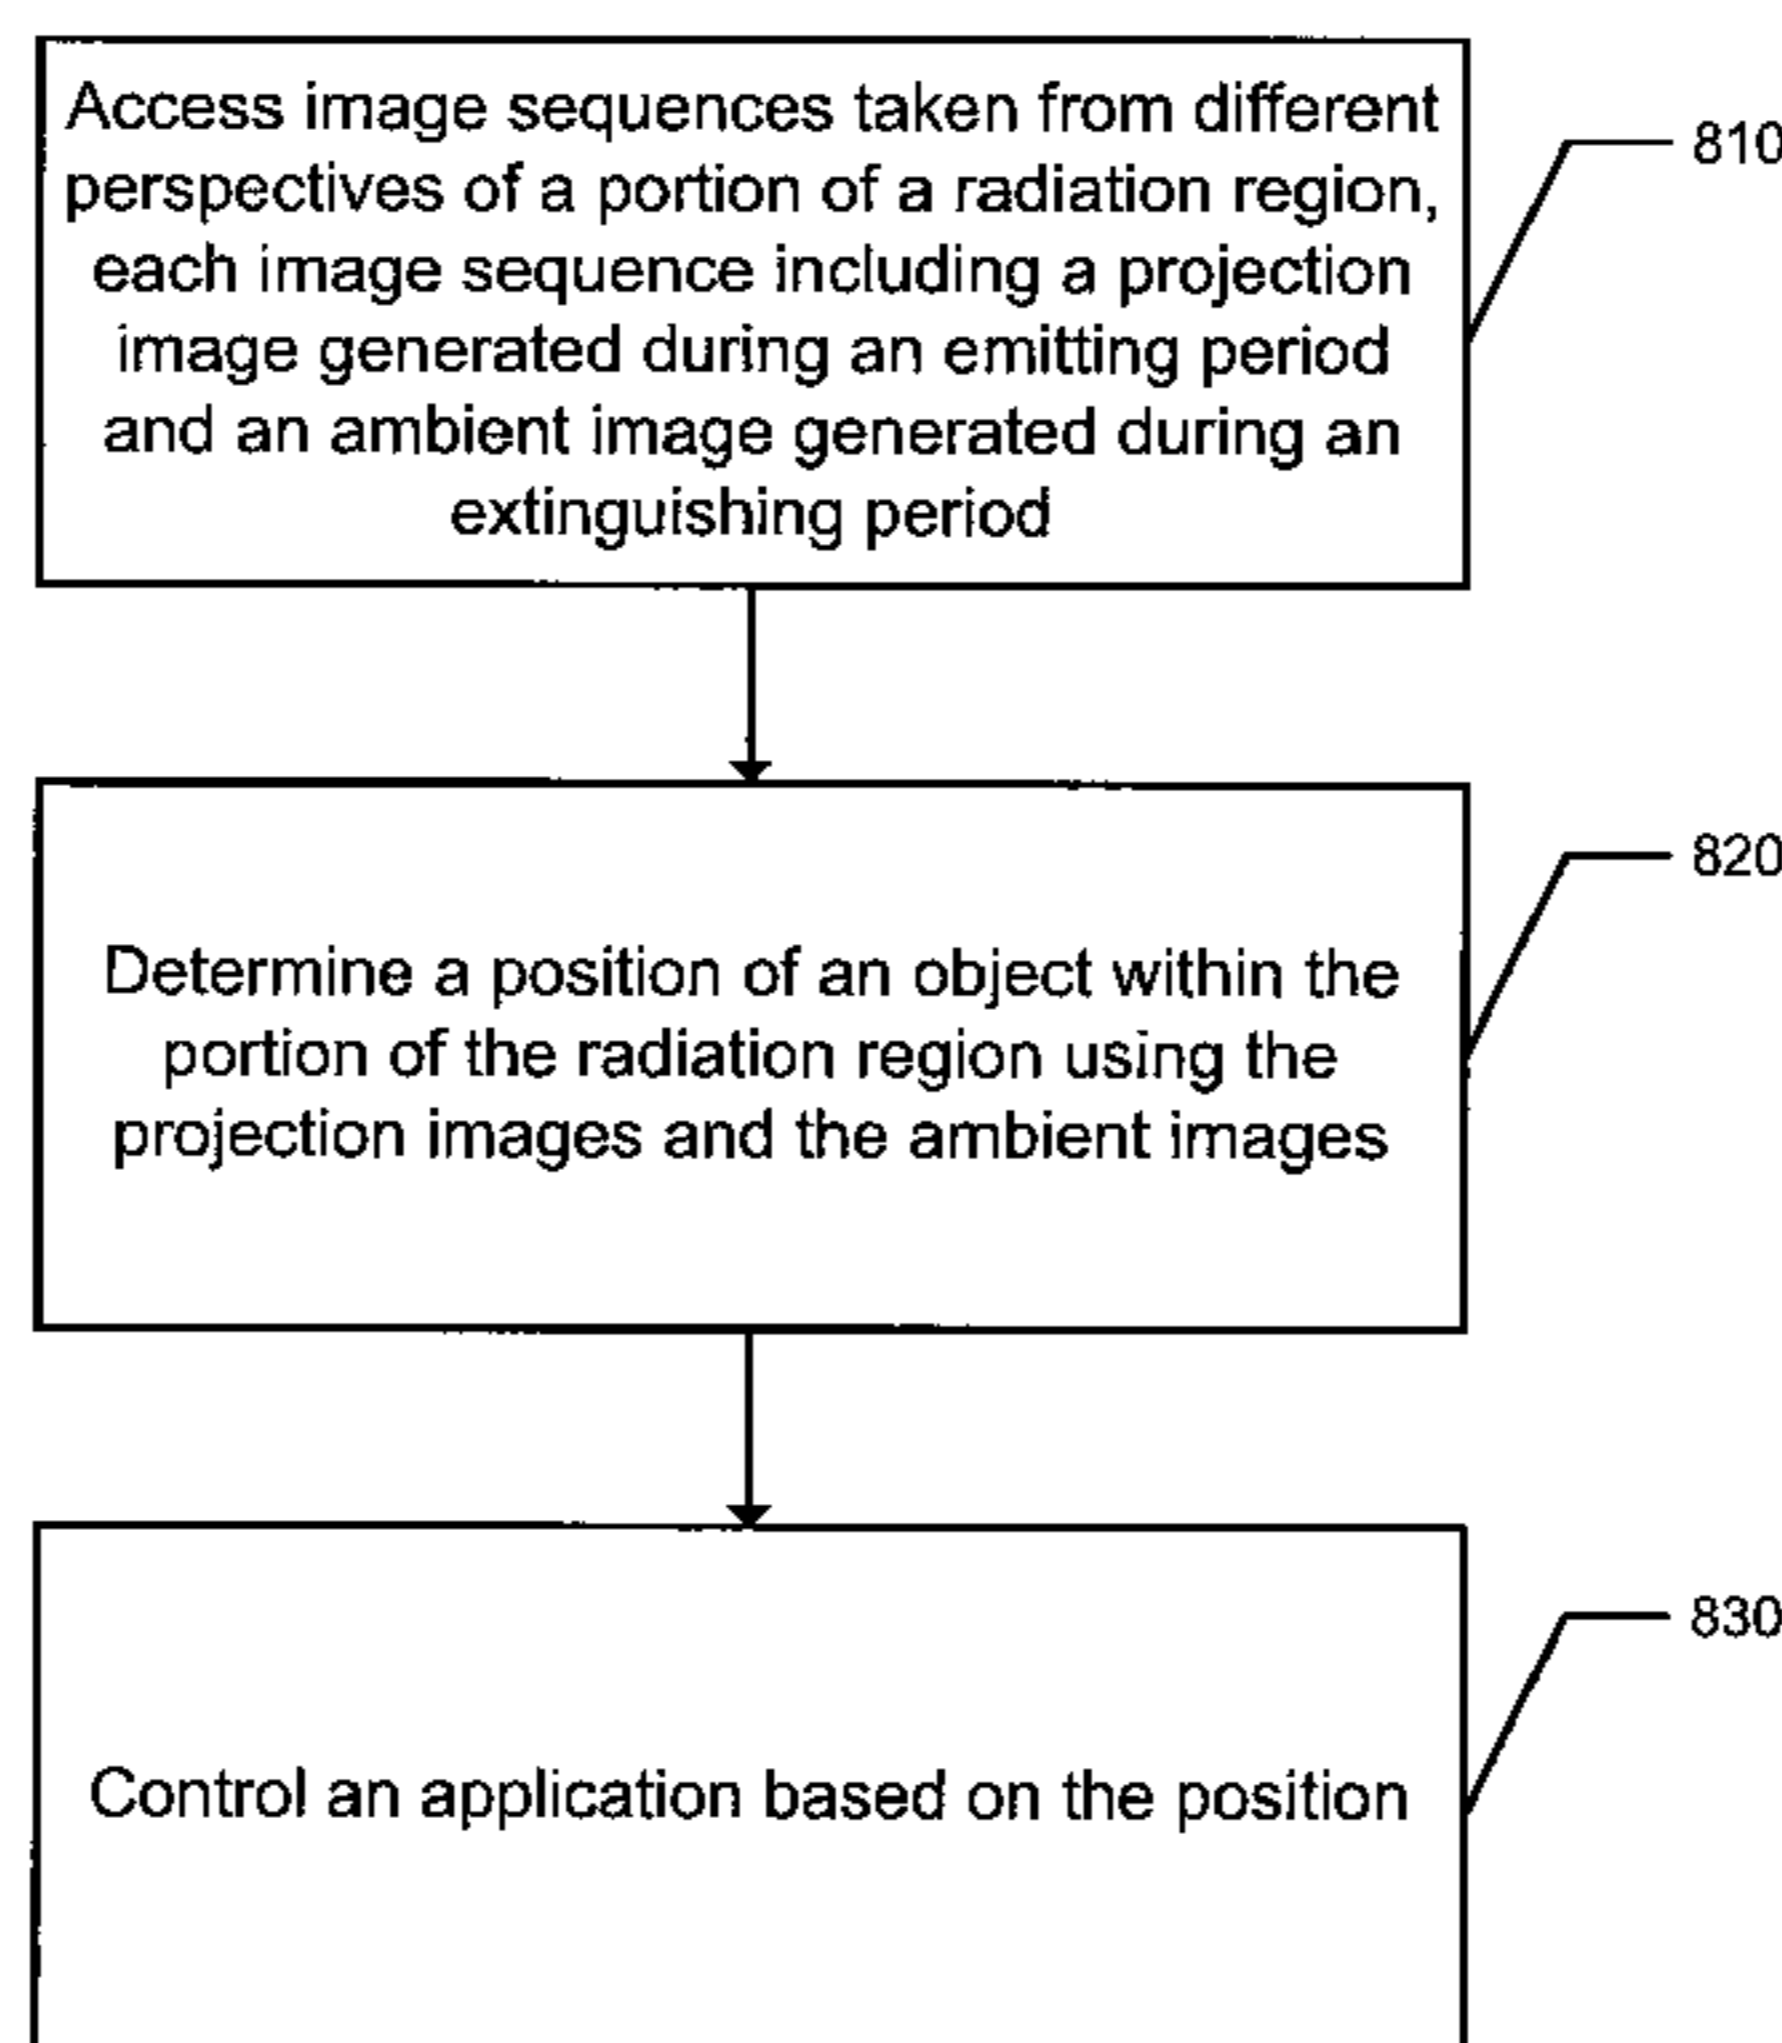 Access image sequences taken from different
perspectives of a portion of a radiation region,
each image sequence including a projection
image generated during an emitting period
and an ambient image generated during an
extinguishing period
810
Determine a position of an object within the
portion of the radiation region using the
projection images and the ambient images
820
Control an application based on the position
830